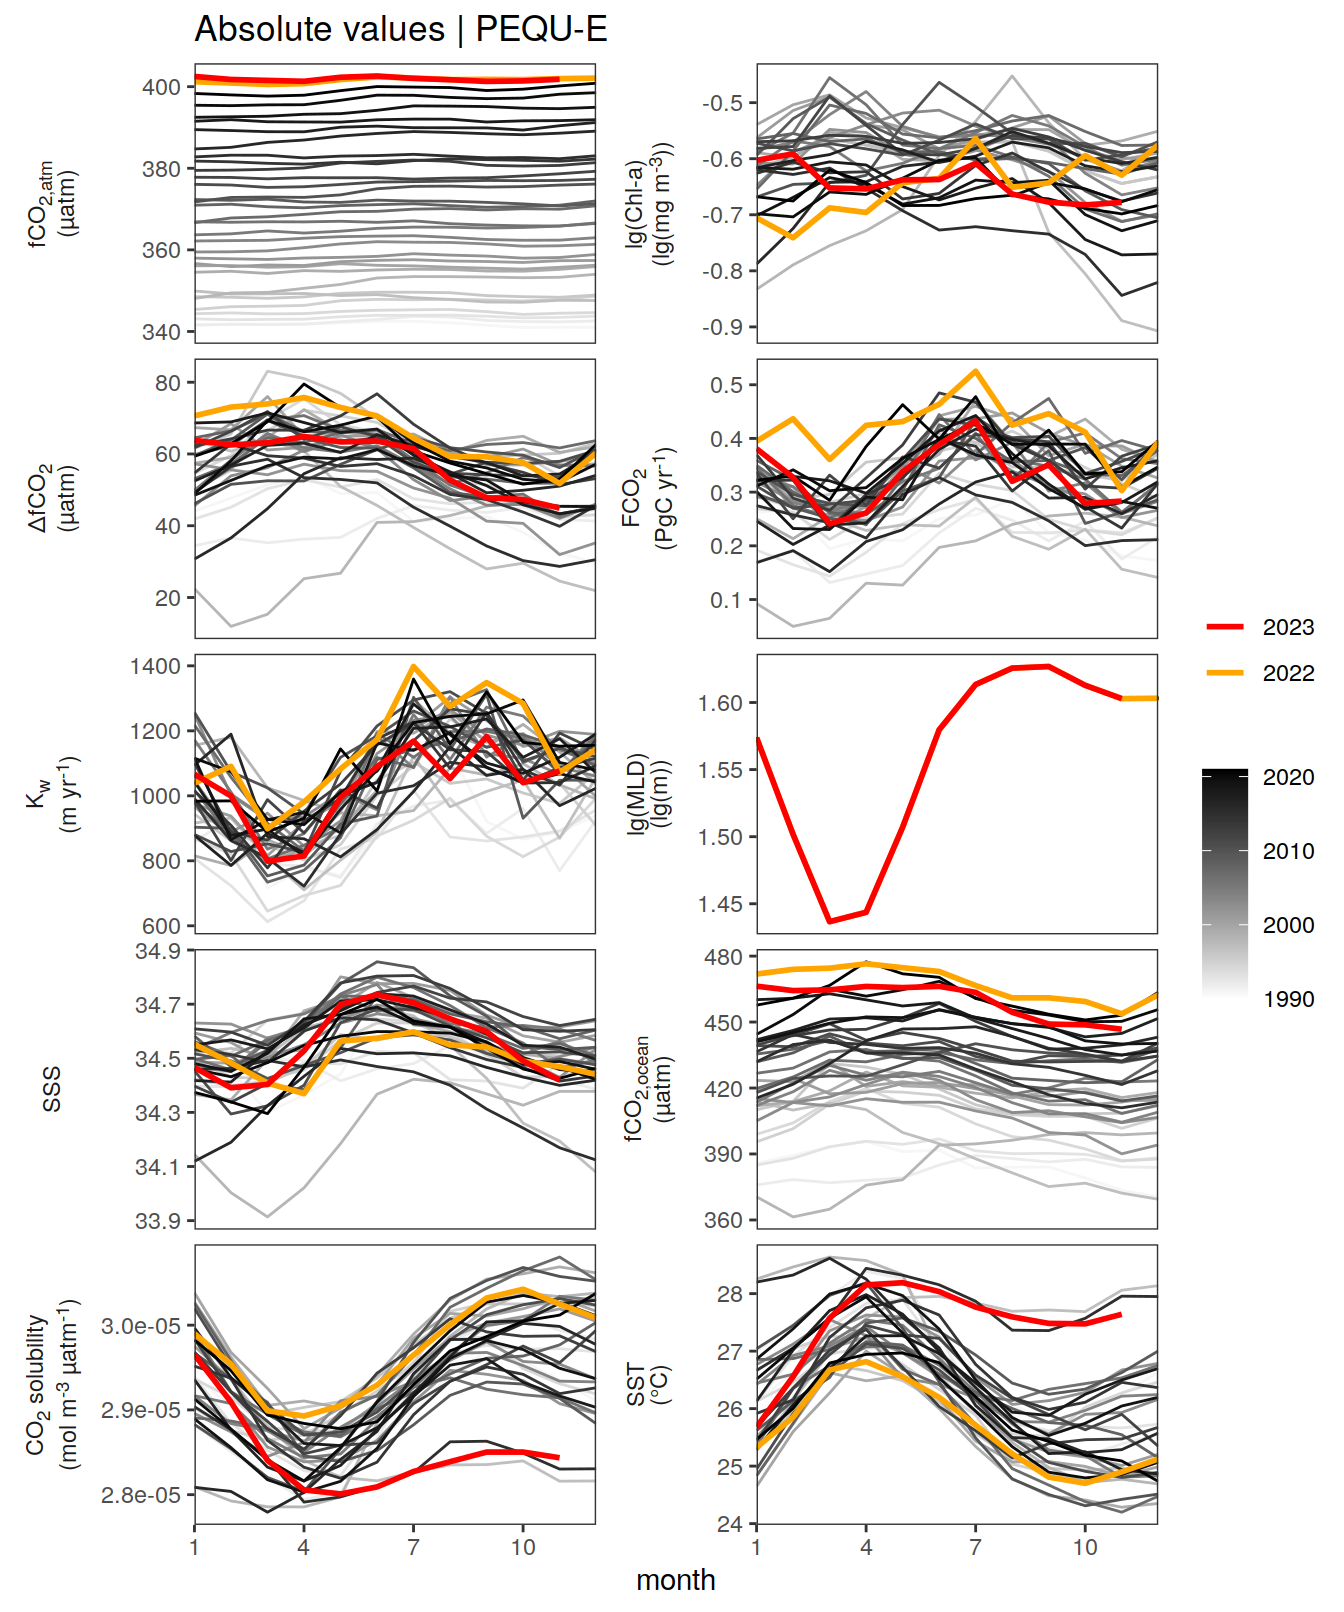 Absolute values | PEQU-E
fCO2,atm
(µatm)
400
380
360
340
lg(Chl-a)
(lg(mg m-3))
-0.5
-0.6
-0.7
-0.8
-0.9
ΔfCO2
(µatm)
80
60
40
20
FCO2
(PgC yr-1)
0.5
0.4
0.3
0.2
0.1
Kw
(m yr-1)
1400
1200
1000
800
600
lg(MLD)
(lg(m))
1.60
1.55
1.50
1.45
SSS
34.9
34.7
34.5
34.3
34.1
33.9
fCO2,ocean
(µatm)
480
450
420
390
360
CO2 solubility
(mol m-3 µatm-1)
3.0e-05
2.9e-05
2.8e-05
SST
(°C)
28
27
26
25
24
1 4 7 10
1 4 7 10
month
2023
2022
2020
2010
2000
1990